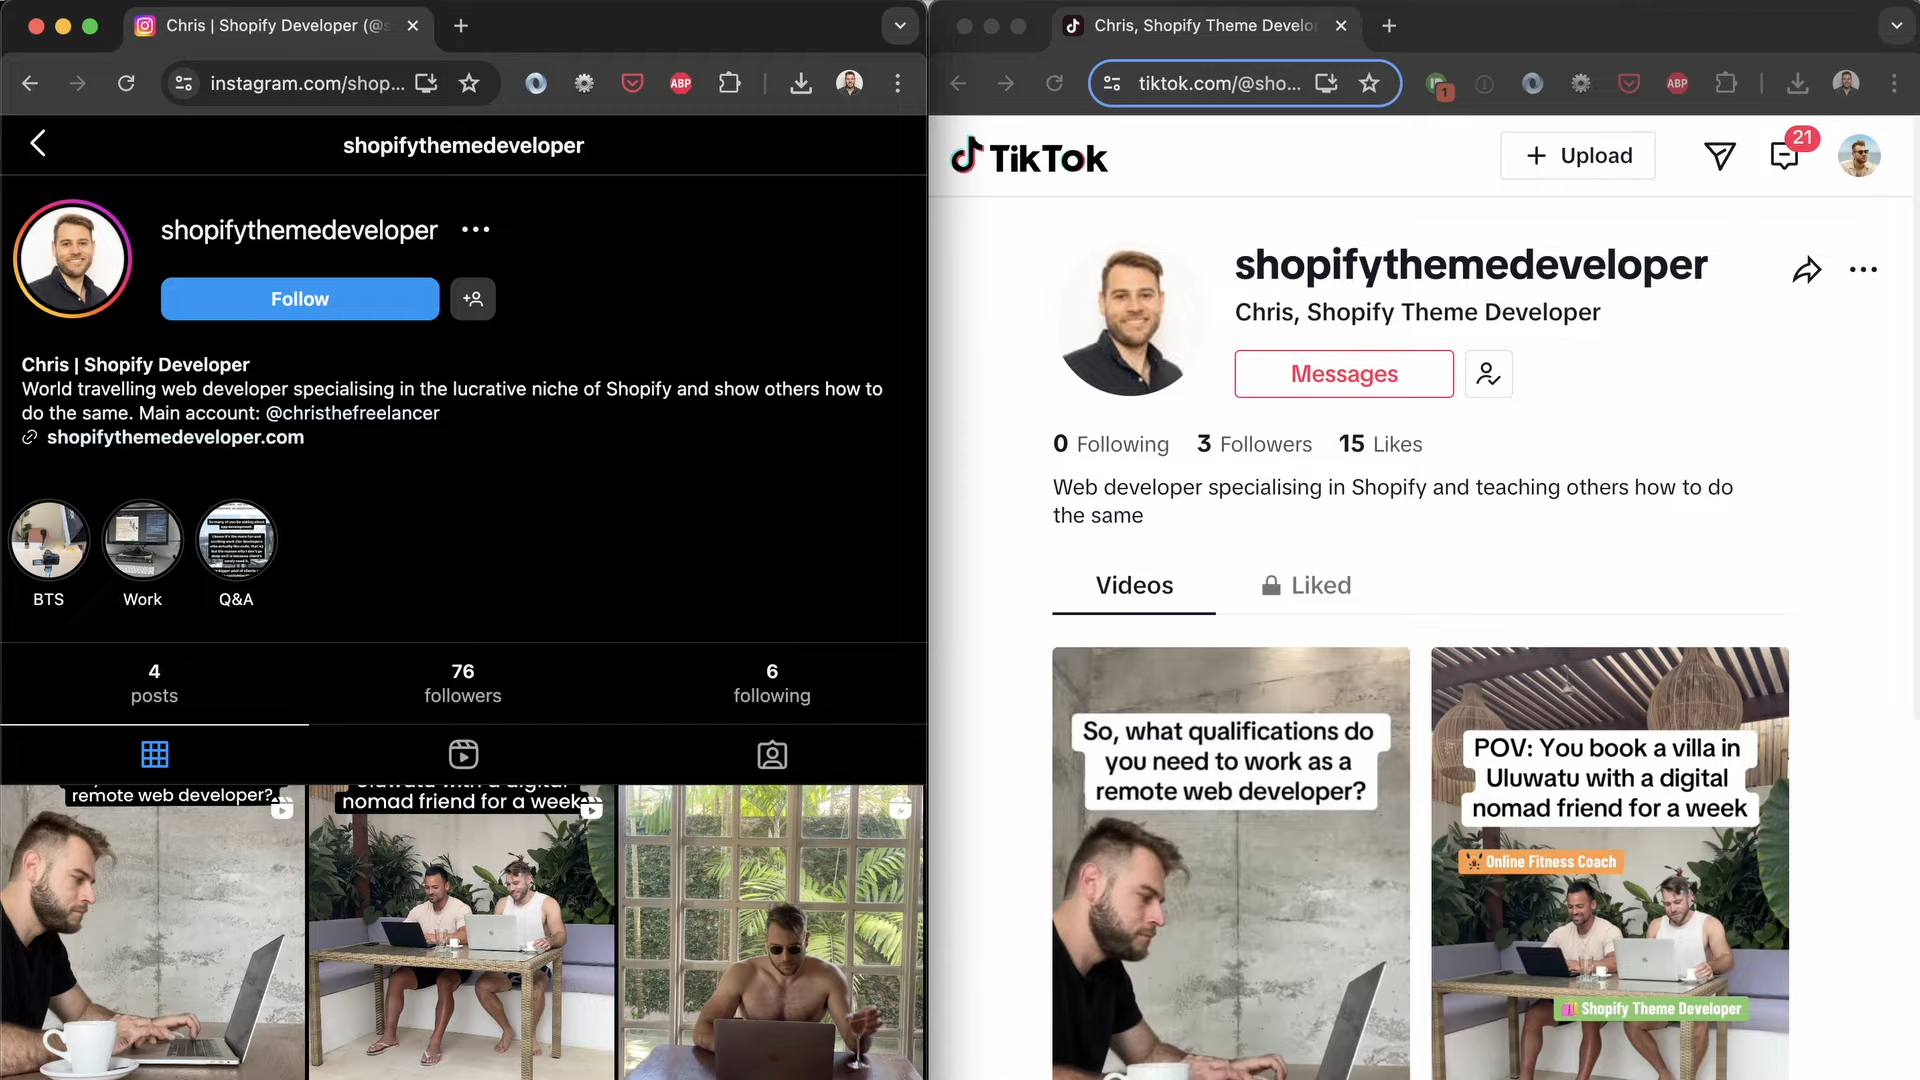 Chris | Shopify Developer (@s
instagram.com/shop...
ABP
shopifythemedeveloper
shopifythemedeveloper
Follow
Chris | Shopify Developer
World travelling web developer specialising in the lucrative niche of Shopify and show others how to
do the same. Main account: @christhefreelancer
shopifythemedeveloper.com
BTS
Work
Q&A
4
posts
76
followers
6
following
remote web developer?
Uluwatu with a digital
nomad friend for a week
Chris, Shopify Theme Develo
tiktok.com/@sho...
1
ABP
TikTok
Upload
21
shopifythemedeveloper
Chris, Shopify Theme Developer
Messages
0 Following 3 Followers 15 Likes
Web developer specialising in Shopify and teaching others how to do
the same
Videos
Liked
So, what qualifications do
you need to work as a
remote web developer?
POV: You book a villa in
Uluwatu with a digital
nomad friend for a week
Online Fitness Coach
Shopify Theme Developer